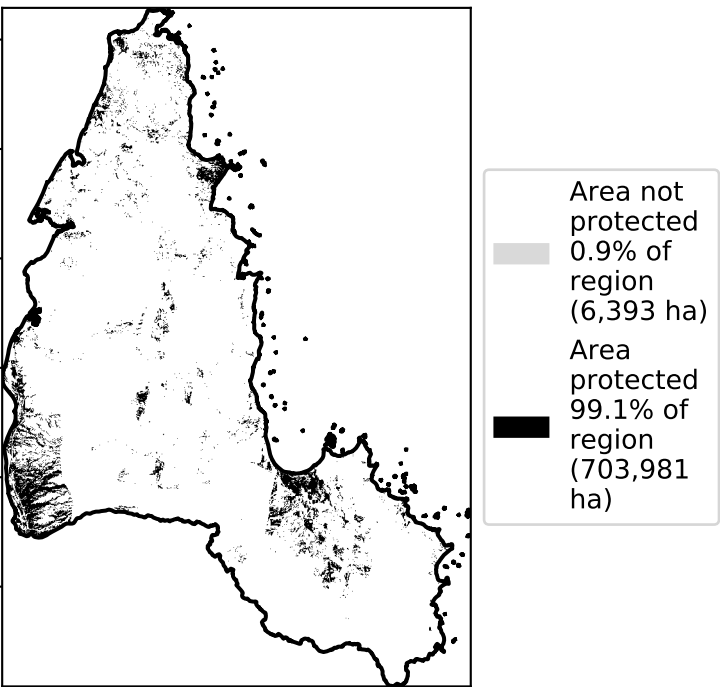 Area not
protected
0.9% of
region
(6,393 ha)
Area
protected
99.1% of
region
(703,981
ha)